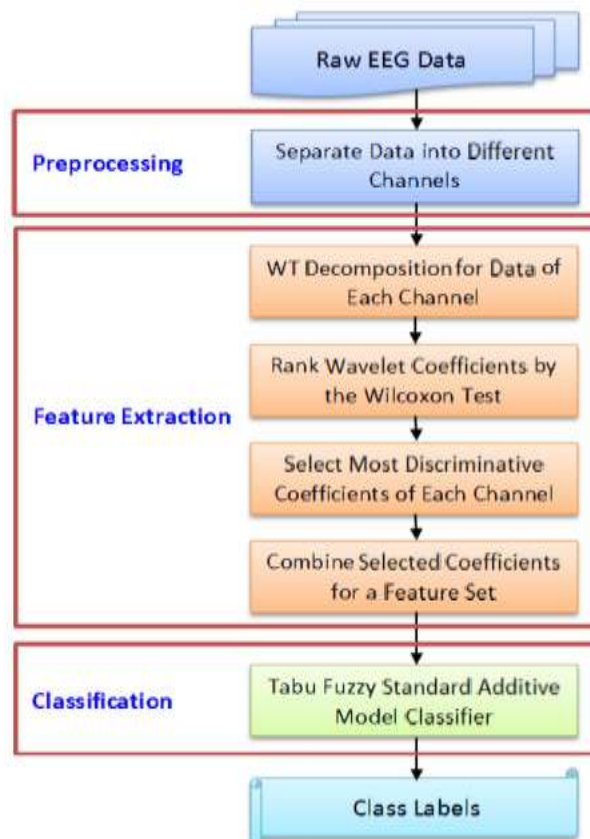 Raw EEG Data
Preprocessing
Separate Data into Different
Channels
WT Decomposition for Data of
Each Channel
Rank Wavelet Coefficients by
the Wilcoxon Test
Feature Extraction
Select Most Discriminative
Coefficients of Each Channel
Combine Selected Coefficients
for a Feature Set
Classification
Tabu Fuzzy Standard Additive
Model Classifier
Class Labels